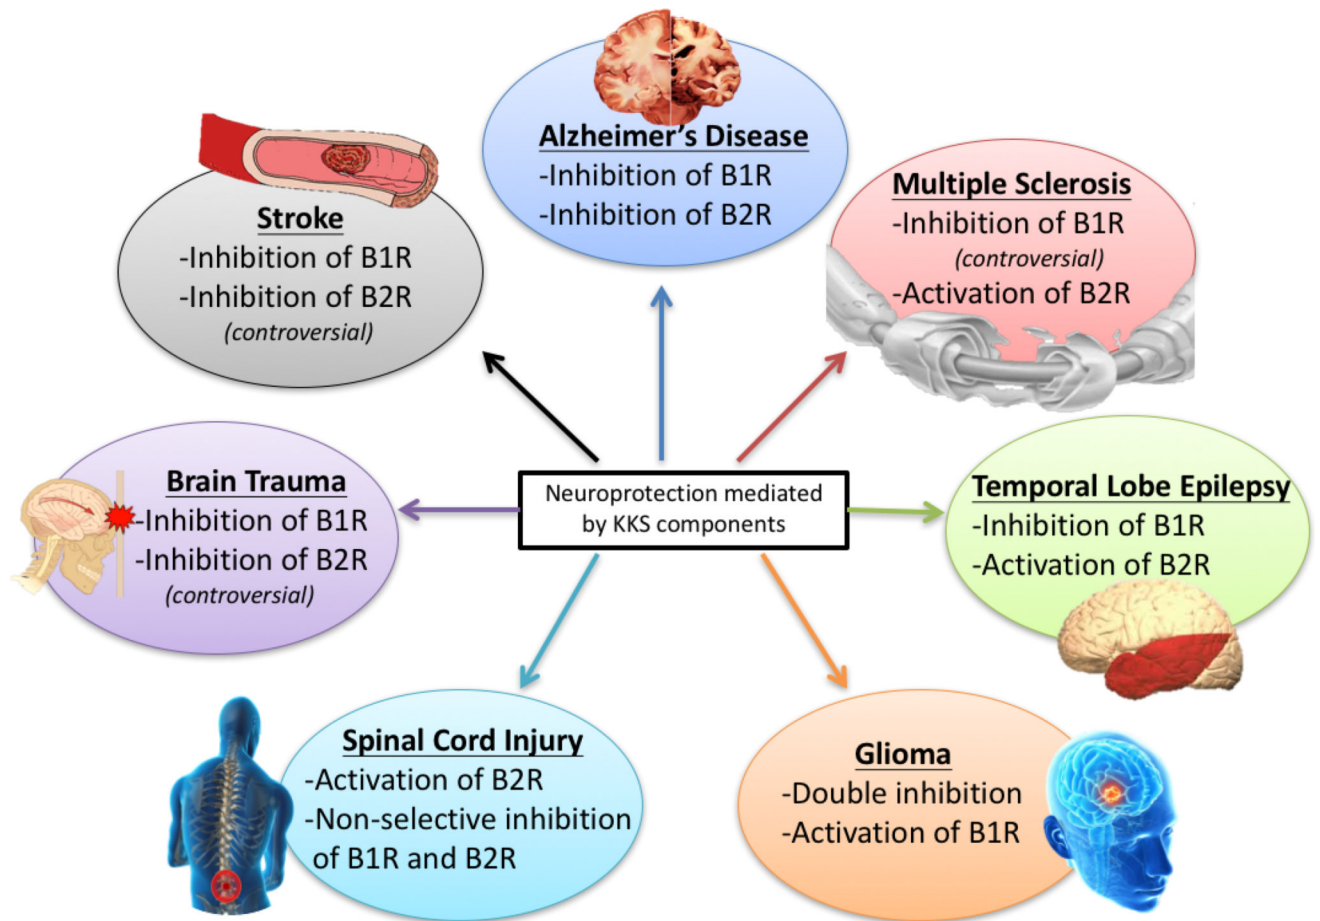 Alzheimer's Disease
-Inhibition of B1R
-Inhibition of B2R
Multiple Sclerosis
-Inhibition of B1R
(controversial)
-Activation of B2R
Stroke
-Inhibition of B1R
-Inhibition of B2R
(controversial)
Brain Trauma
-Inhibition of B1R
-Inhibition of B2R
(controversial)
Neuroprotection mediated
by KKS components
Temporal Lobe Epilepsy
-Inhibition of B1R
-Activation of B2R
Spinal Cord Injury
-Activation of B2R
-Non-selective inhibition
of B1R and B2R
Glioma
-Double inhibition
-Activation of B1R